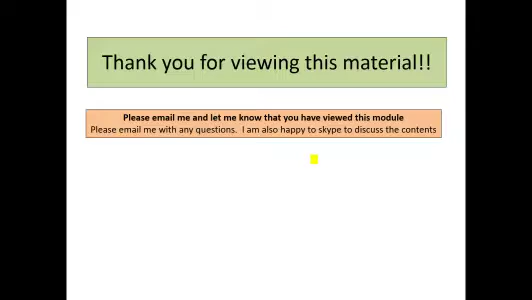 Thank you for viewing this material!!
Please email me and let me know that you have viewed this module
Please email me with any questions.  I am also happy to skype to discuss the contents